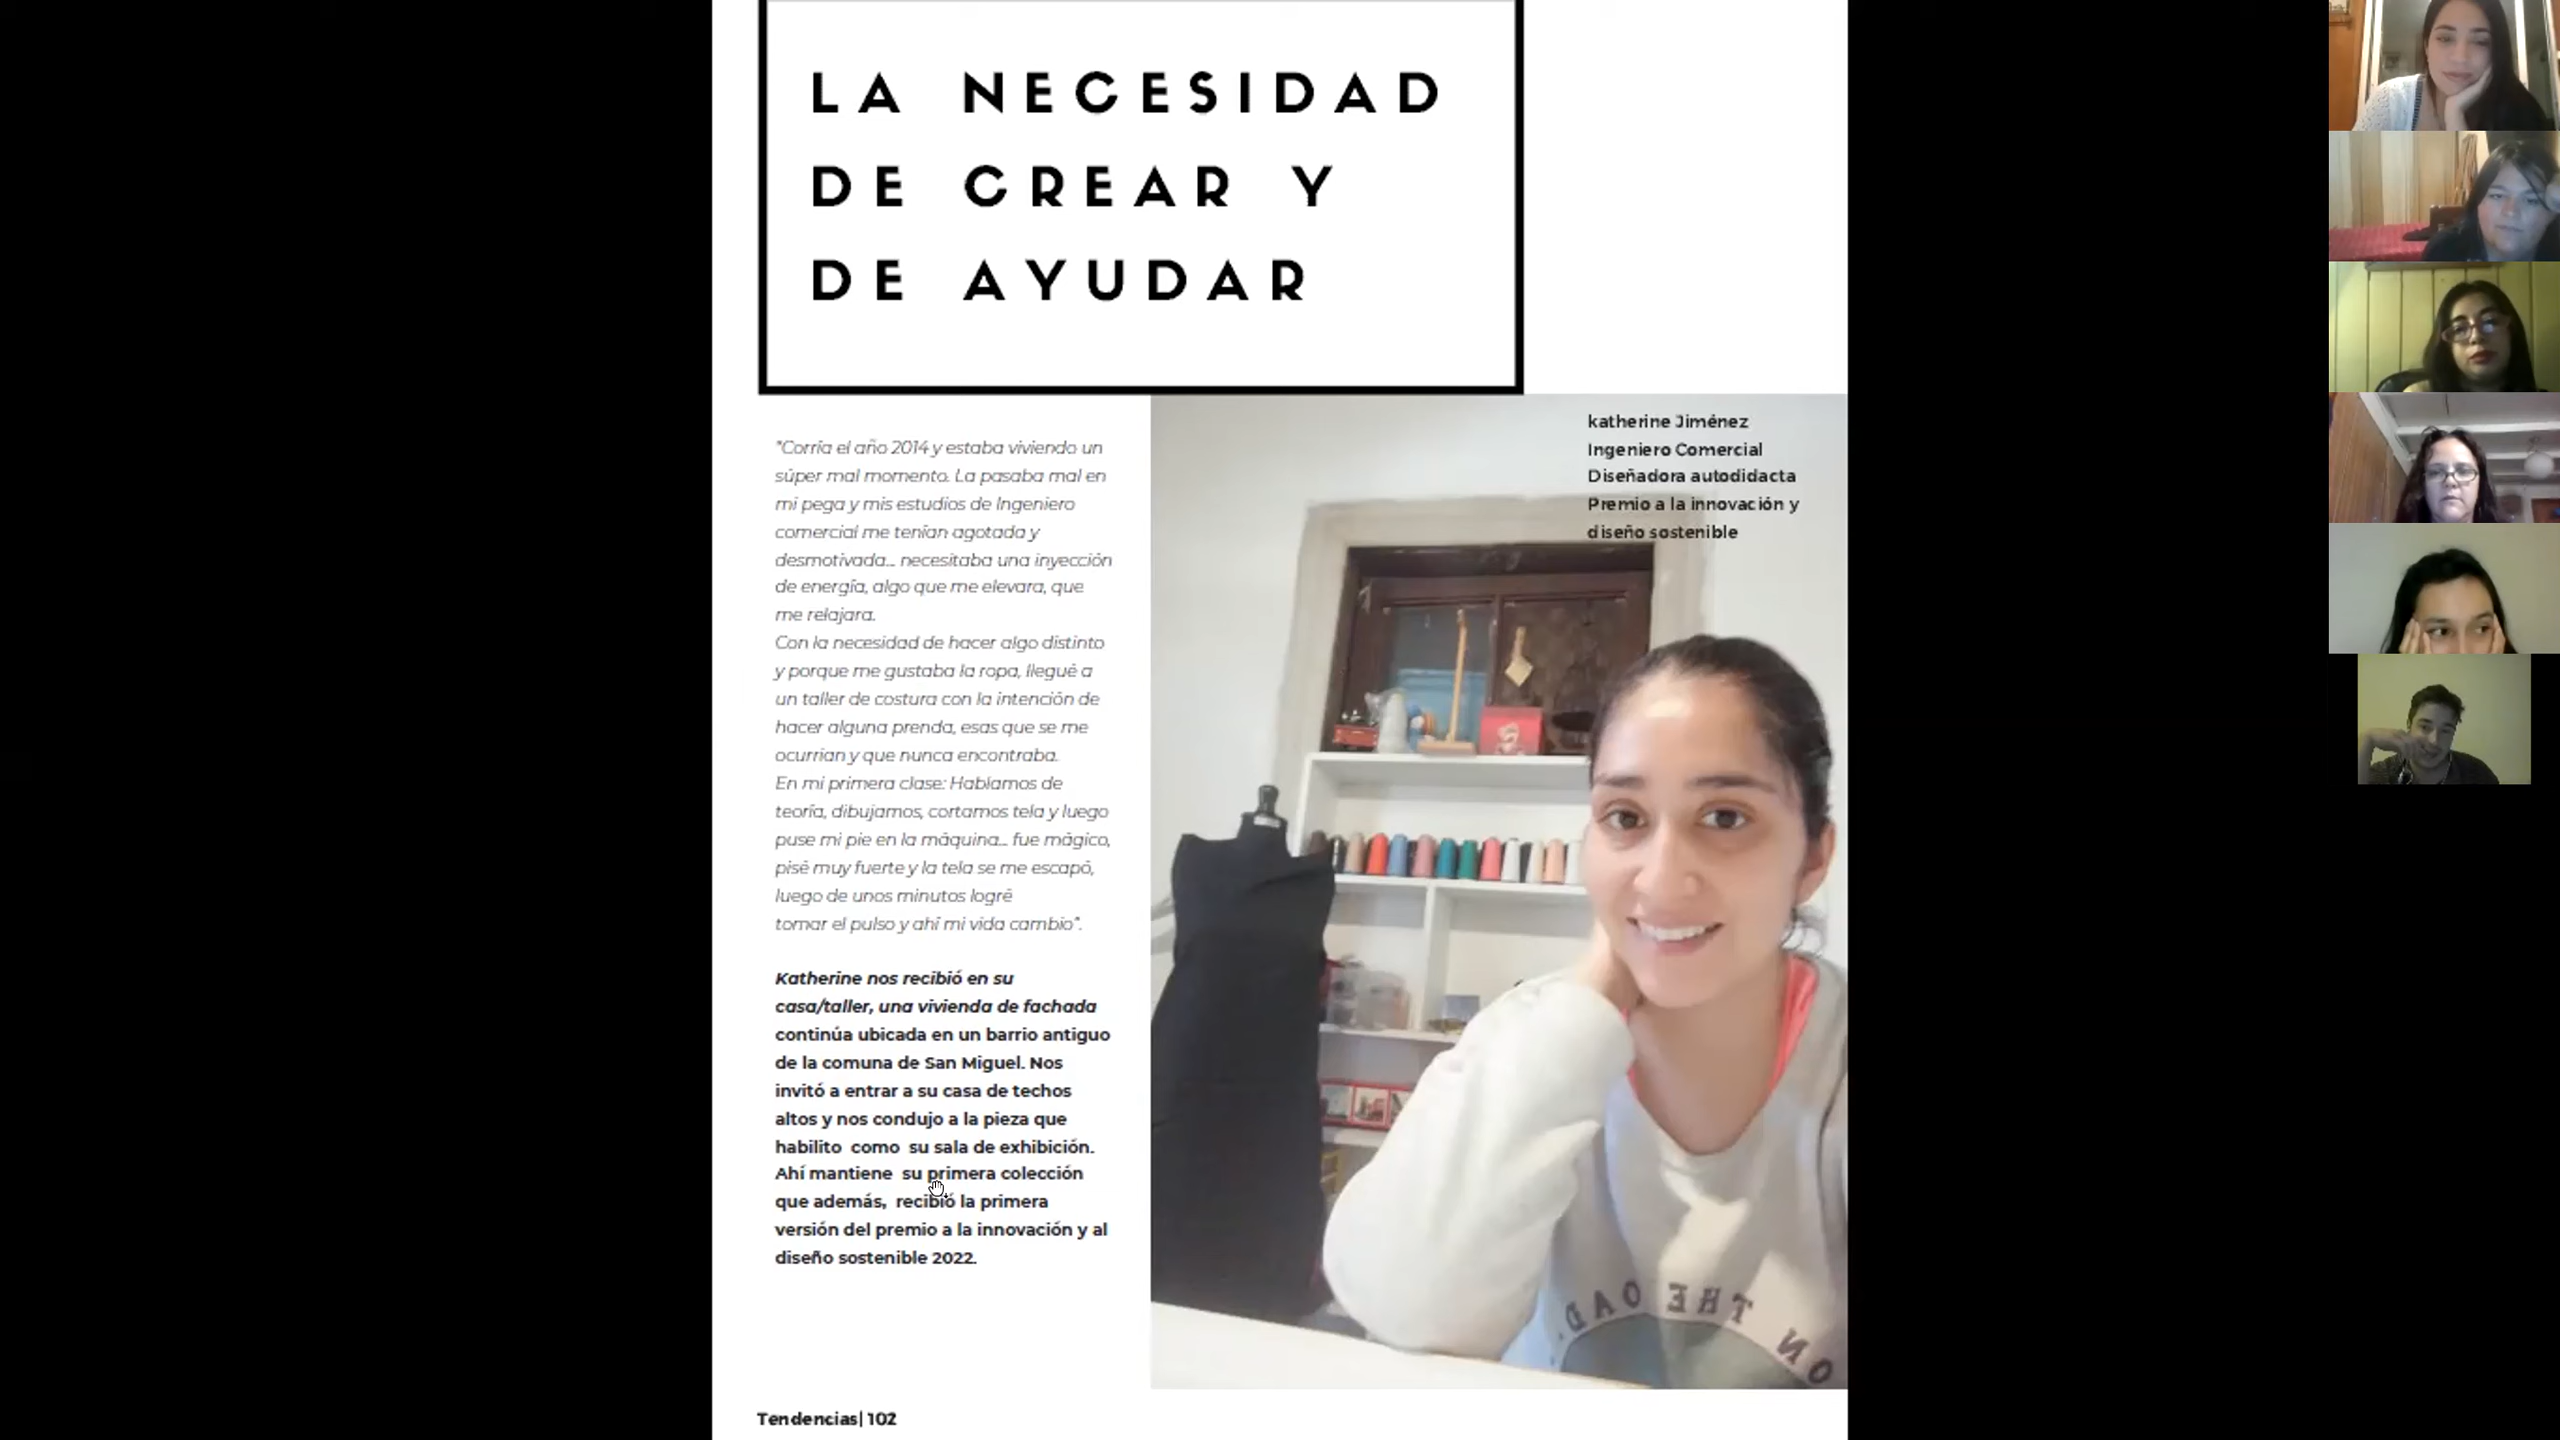 LA NECESIDAD
DE CREAR Y
DE AYUDAR
katherine Jiménez
Ingeniero Comercial
Diseñadora autodidacta
Premio a la innovación y
diseño sostenible
"Corría el año 2014 y estaba viviendo un
súper mal momento. La pasaba mal en
mi pega y mis estudios de Ingeniero
comercial me tenían agotada y
desmotivada... necesitaba una inyección
de energía, algo que me elevara, que
me relajara.
Con la necesidad de hacer algo distinto
y porque me gustaba la ropa, llegué a
un taller de costura con la intención de
hacer alguna prenda, esas que se me
ocurrían y que nunca encontraba.
En mi primera clase: Hablamos de
teoría, dibujamos, cortamos tela y luego
puse mi pie en la máquina... fue mágico,
pisé muy fuerte y la tela se me escapó,
luego de unos minutos logré
tomar el pulso y ahí mi vida cambio".
Katherine nos recibió en su
casa/taller, una vivienda de fachada
continúa ubicada en un barrio antiguo
de la comuna de San Miguel. Nos
invitó a entrar a su casa de techos
altos y nos condujo a la pieza que
habilito como su sala de exhibición.
Ahí mantiene su primera colección
que además, recibió la primera
versión del premio a la innovación y al
diseño sostenible 2022.
ON THE OAD
Tendencias| 102